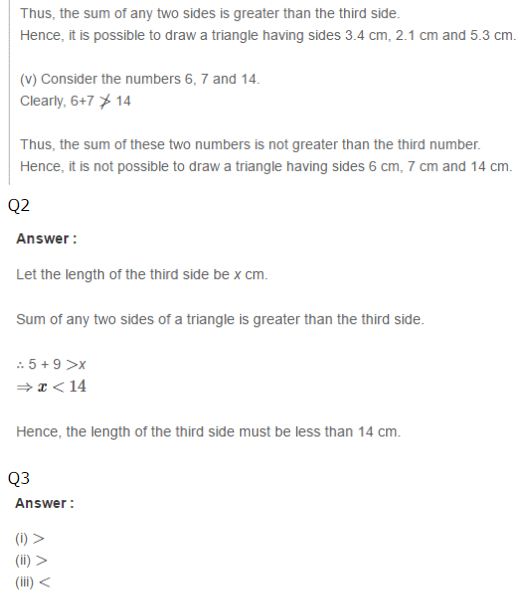 Thus, the sum of any two sides is greater than the third side.
Hence, it is possible to draw a triangle having sides 3.4 cm, 2.1 cm and 5.3 cm.
(v) Consider the numbers 6, 7 and 14.
Clearly, 6+7 ≯ 14
Thus, the sum of these two numbers is not greater than the third number.
Hence, it is not possible to draw a triangle having sides 6 cm, 7 cm and 14 cm.
Q2
Answer :
Let the length of the third side be x cm.
Sum of any two sides of a triangle is greater than the third side.
∴ 5 + 9 >x
⇒ x < 14
Hence, the length of the third side must be less than 14 cm.
Q3
Answer :
(i) >
(ii) >
(iii) <